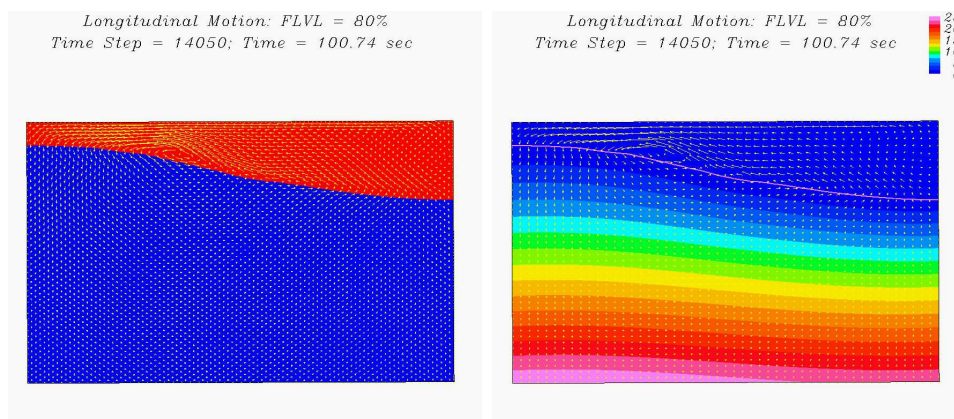 Longitudinal Motion: FLVL = 80%
Time Step = 14050; Time = 100.74 sec
Longitudinal Motion: FLVL = 80%
Time Step = 14050; Time = 100.74 sec